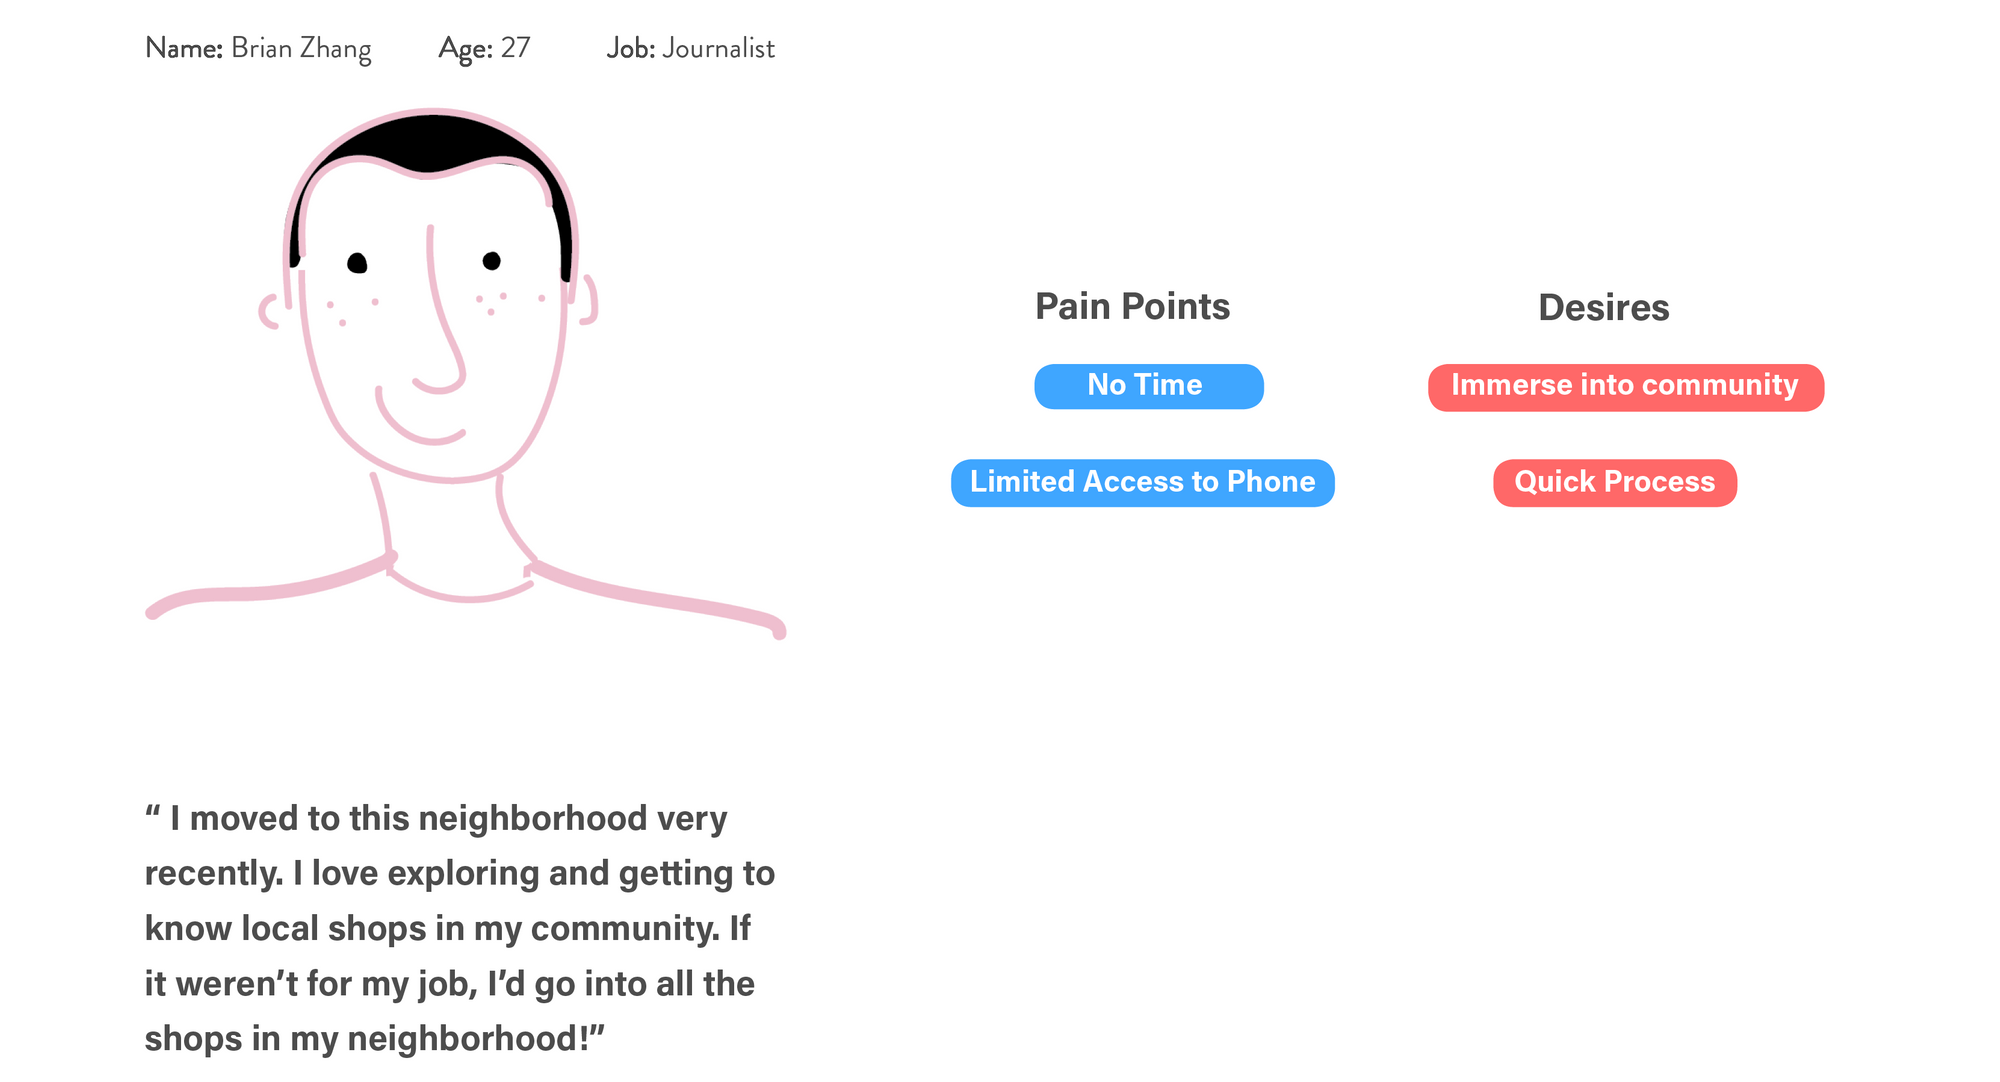 Name: Brian Zhang Age: 27 Job: Journalist
Pain Points Desires
No Time Immerse into community
Limited Access to Phone Quick Process
“ I moved to this neighborhood very
recently. I love exploring and getting to
know local shops in my community. If
it weren’t for my job, I’d go into all the
shops in my neighborhood!”